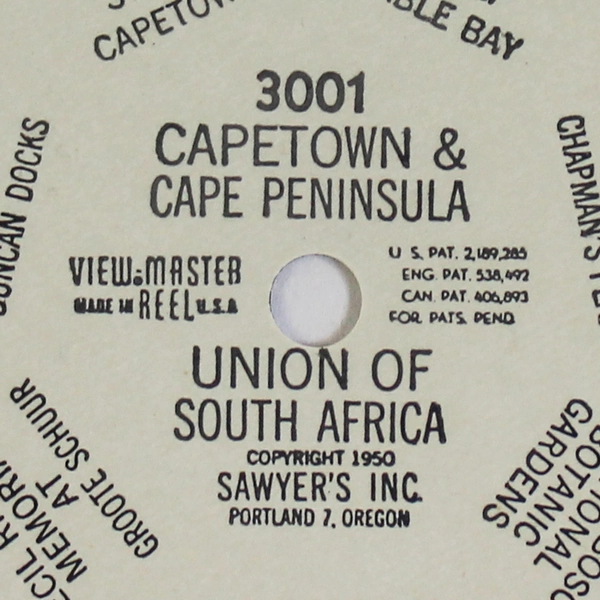 CAPETOWN
BLE BAY
3001
CAPETOWN &
CAPE PENINSULA
DUNCAN DOCKS
CHAPMAN'S
VIEW-MASTER
MADE IN REEL U.S.A
U S. PAT. 2,189,285
ENG. PAT. 538,492
CAN. PAT. 406,893
FOR PATS. PEND.
UNION OF
SOUTH AFRICA
COPYRIGHT 1950
SAWYER'S INC.
PORTLAND 7, OREGON
CECIL
MEMORI
AT
GROOTE SCHUUR
BOTANIC
GARDENS